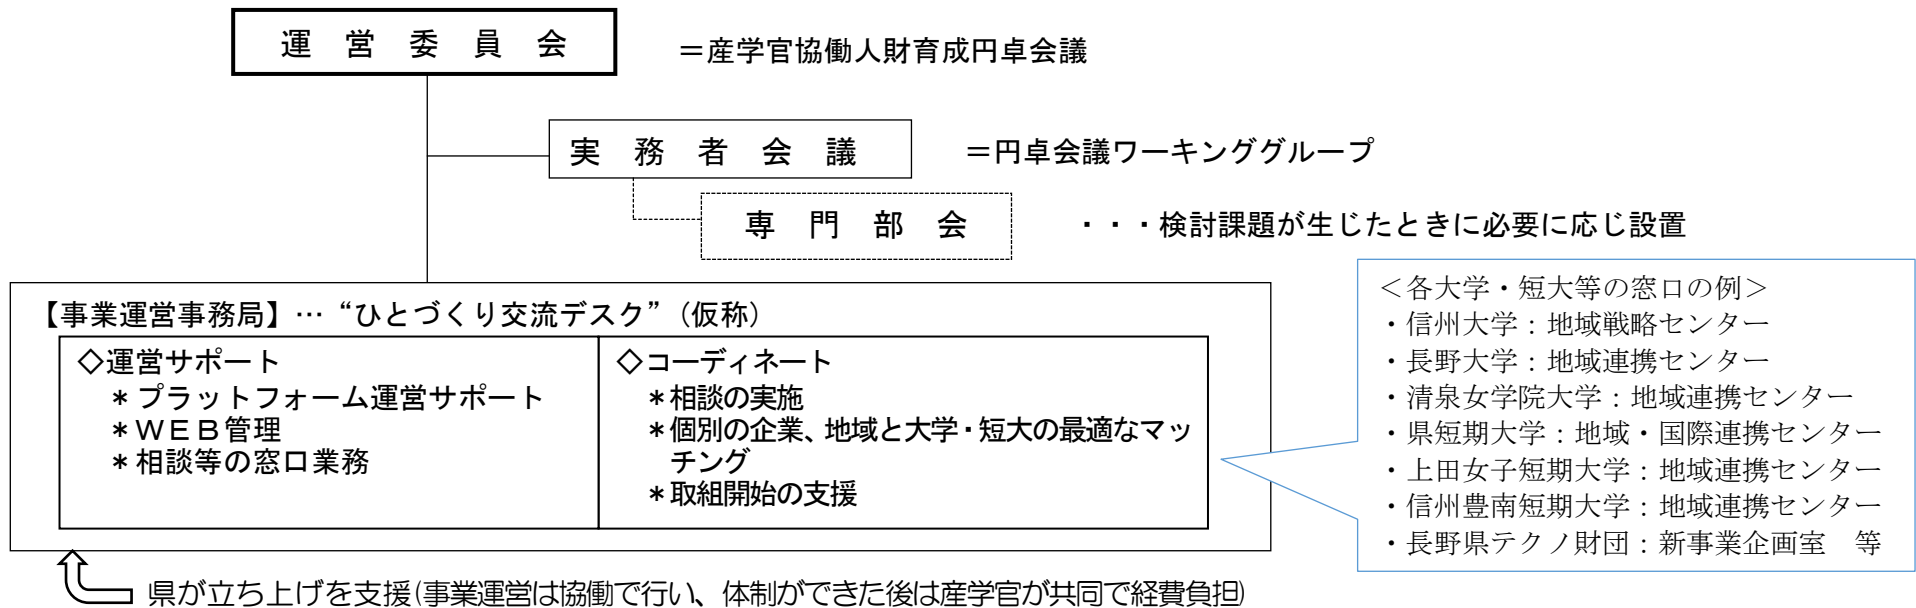 運営委員会
＝産学官協働人財育成円卓会議
実務者会議
＝円卓会議ワーキンググループ
専門部会
・・・検討課題が生じたときに必要に応じ設置
【事業運営事務局】…“ひとづくり交流デスク”（仮称）
◇運営サポート
＊プラットフォーム運営サポート
＊ＷＥＢ管理
＊相談等の窓口業務
◇コーディネート
＊相談の実施
＊個別の企業、地域と大学・短大の最適なマッ
チング
＊取組開始の支援
＜各大学・短大等の窓口の例＞
・信州大学：地域戦略センター
・長野大学：地域連携センター
・清泉女学院大学：地域連携センター
・県短期大学：地域・国際連携センター
・上田女子短期大学：地域連携センター
・信州豊南短期大学：地域連携センター
・長野県テクノ財団：新事業企画室　等
県が立ち上げを支援(事業運営は協働で行い、体制ができた後は産学官が共同で経費負担)